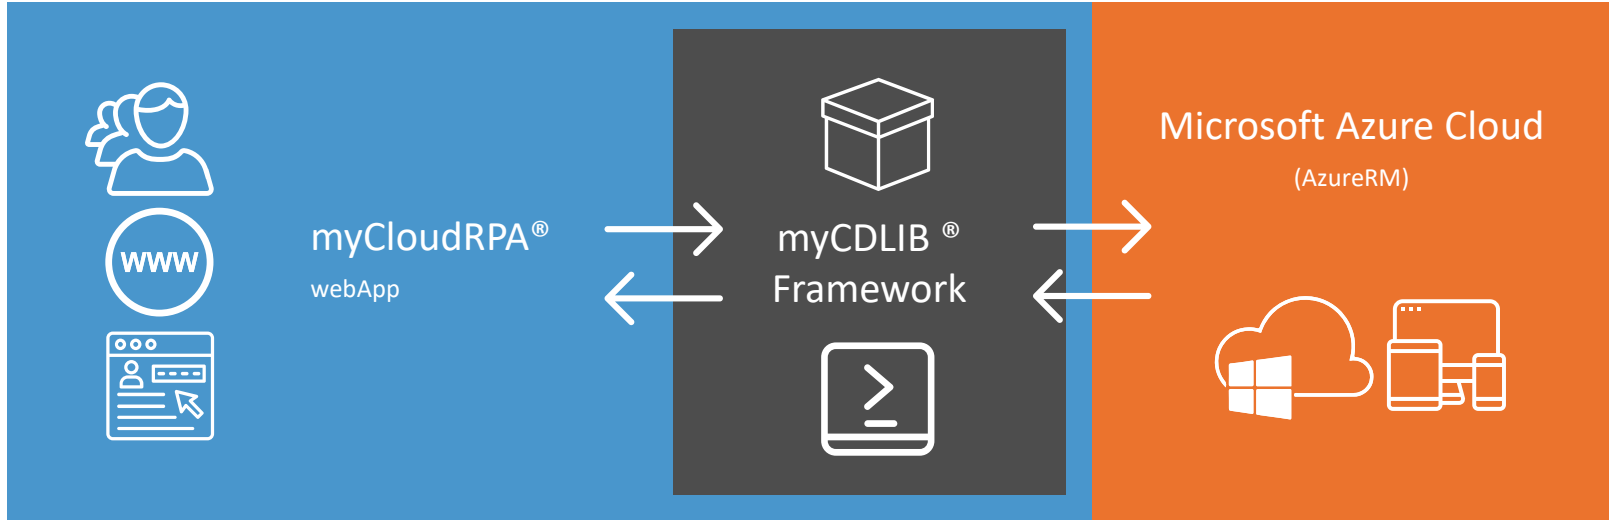 www
myCloudRPA®
webApp
myCDLIB ®
Framework
Microsoft Azure Cloud
(AzureRM)